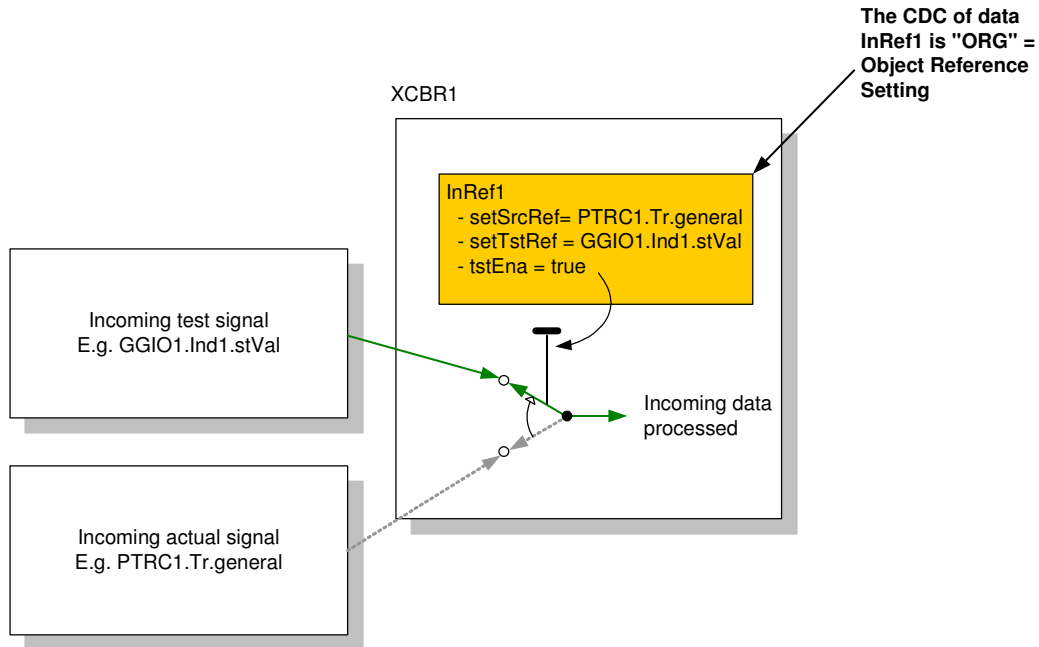 The CDC of data
InRef1 is "ORG" =
Object Reference
Setting
XCBR1
InRef1
- setSrcRef= PTRC1.Tr.general
- setTstRef = GGIO1.Ind1.stVal
- tstEna = true
Incoming test signal
E.g. GGIO1.Ind1.stVal
Incoming data
processed
Incoming actual signal
E.g. PTRC1.Tr.general